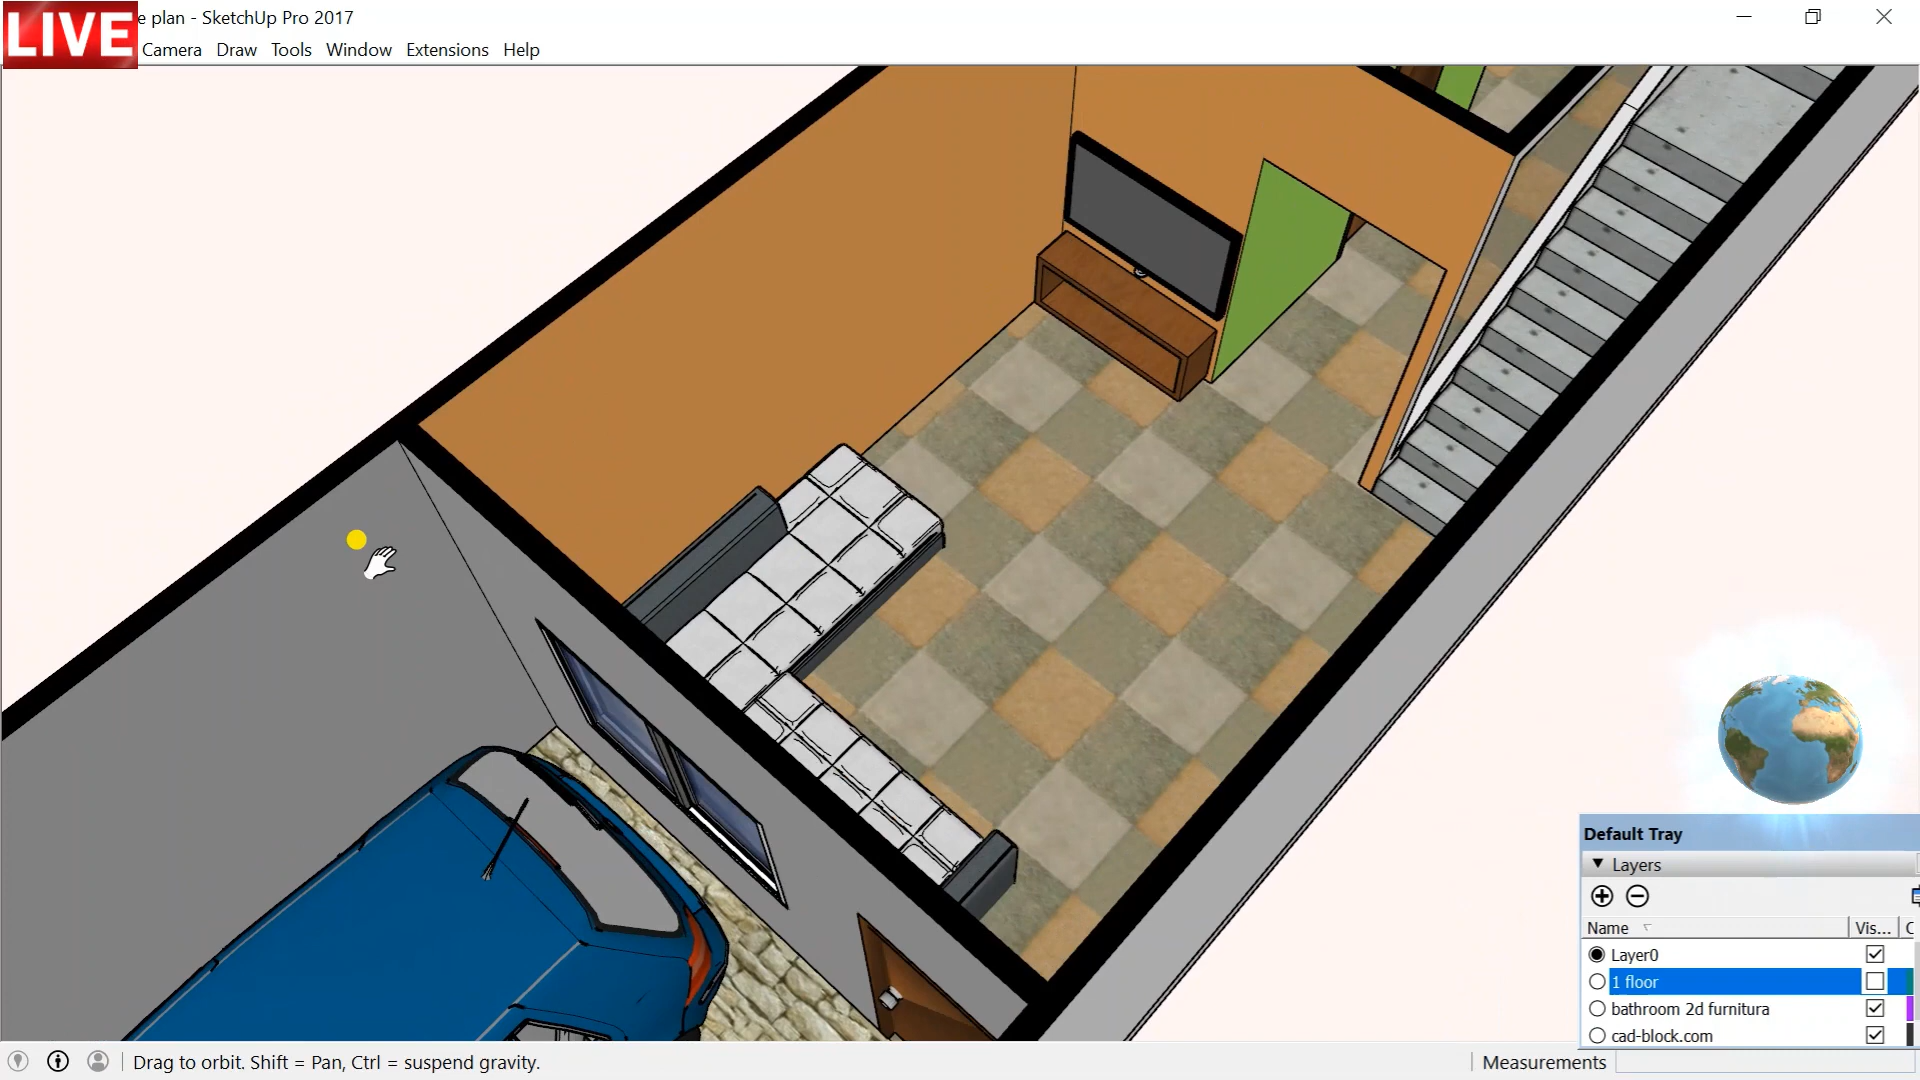 LIVE
e plan - SketchUp Pro 2017
Camera Draw Tools Window Extensions Help
Default Tray
Layers
Name Vis... C
Layer0
1 floor
bathroom 2d furnitura
cad-block.com
Drag to orbit. Shift = Pan, Ctrl = suspend gravity.
Measurements